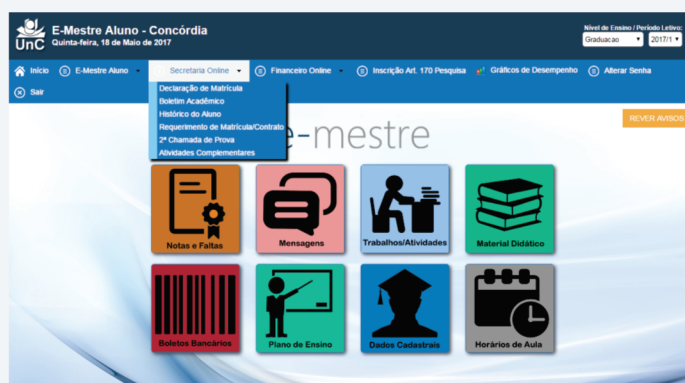 UnC
E-Mestre Aluno - Concórdia
Quinta-feira, 18 de Maio de 2017
Nível de Ensino / Período Letivo:
Graduacao 2017/1
Início E-Mestre Aluno Secretaria Online Financeiro Online Inscrição Art. 170 Pesquisa Gráficos de Desempenho Alterar Senha
Sair
Declaração de Matrícula
Boletim Acadêmico
Histórico do Aluno
Requerimento de Matrícula/Contrato
2ª Chamada de Prova
Atividades Complementares
REVER AVISOS
e-mestre
Notas e Faltas
Mensagens
Trabalhos/Atividades
Material Didático
Boletos Bancários
Plano de Ensino
Dados Cadastrais
Horários de Aula